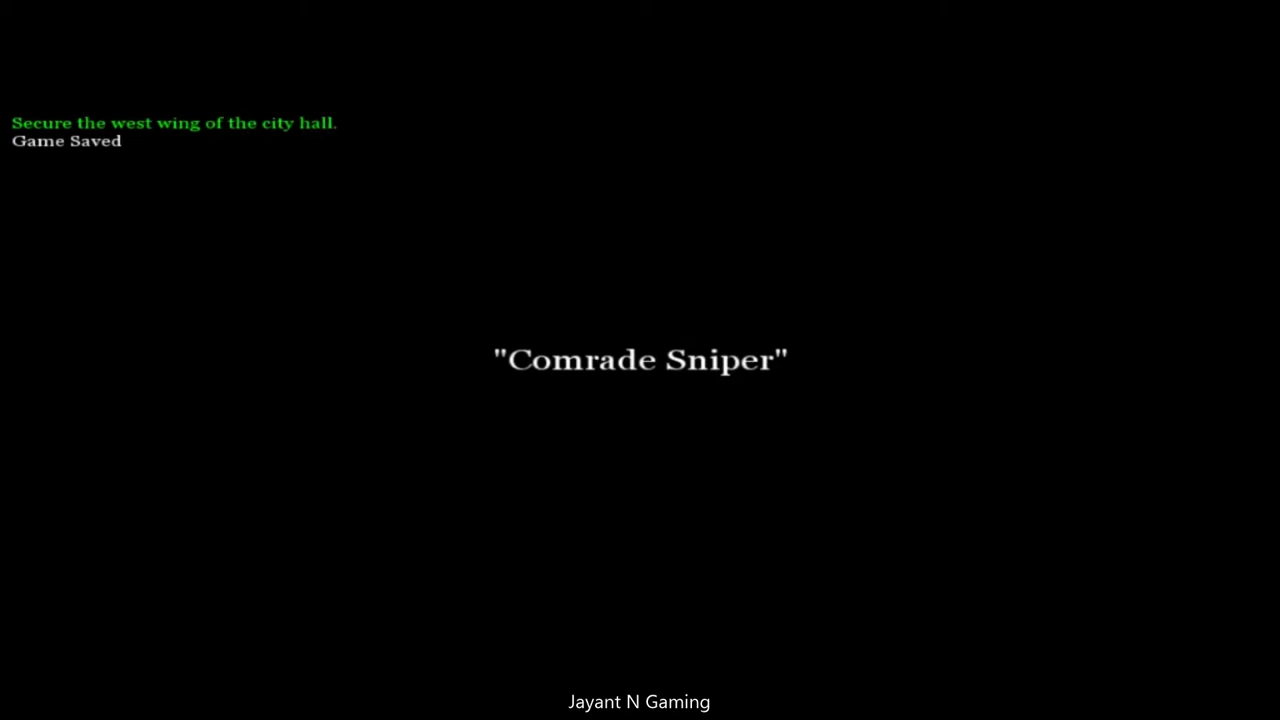 Secure the west wing of the city hall.
Game Saved
"Comrade Sniper"
Jayant N Gaming